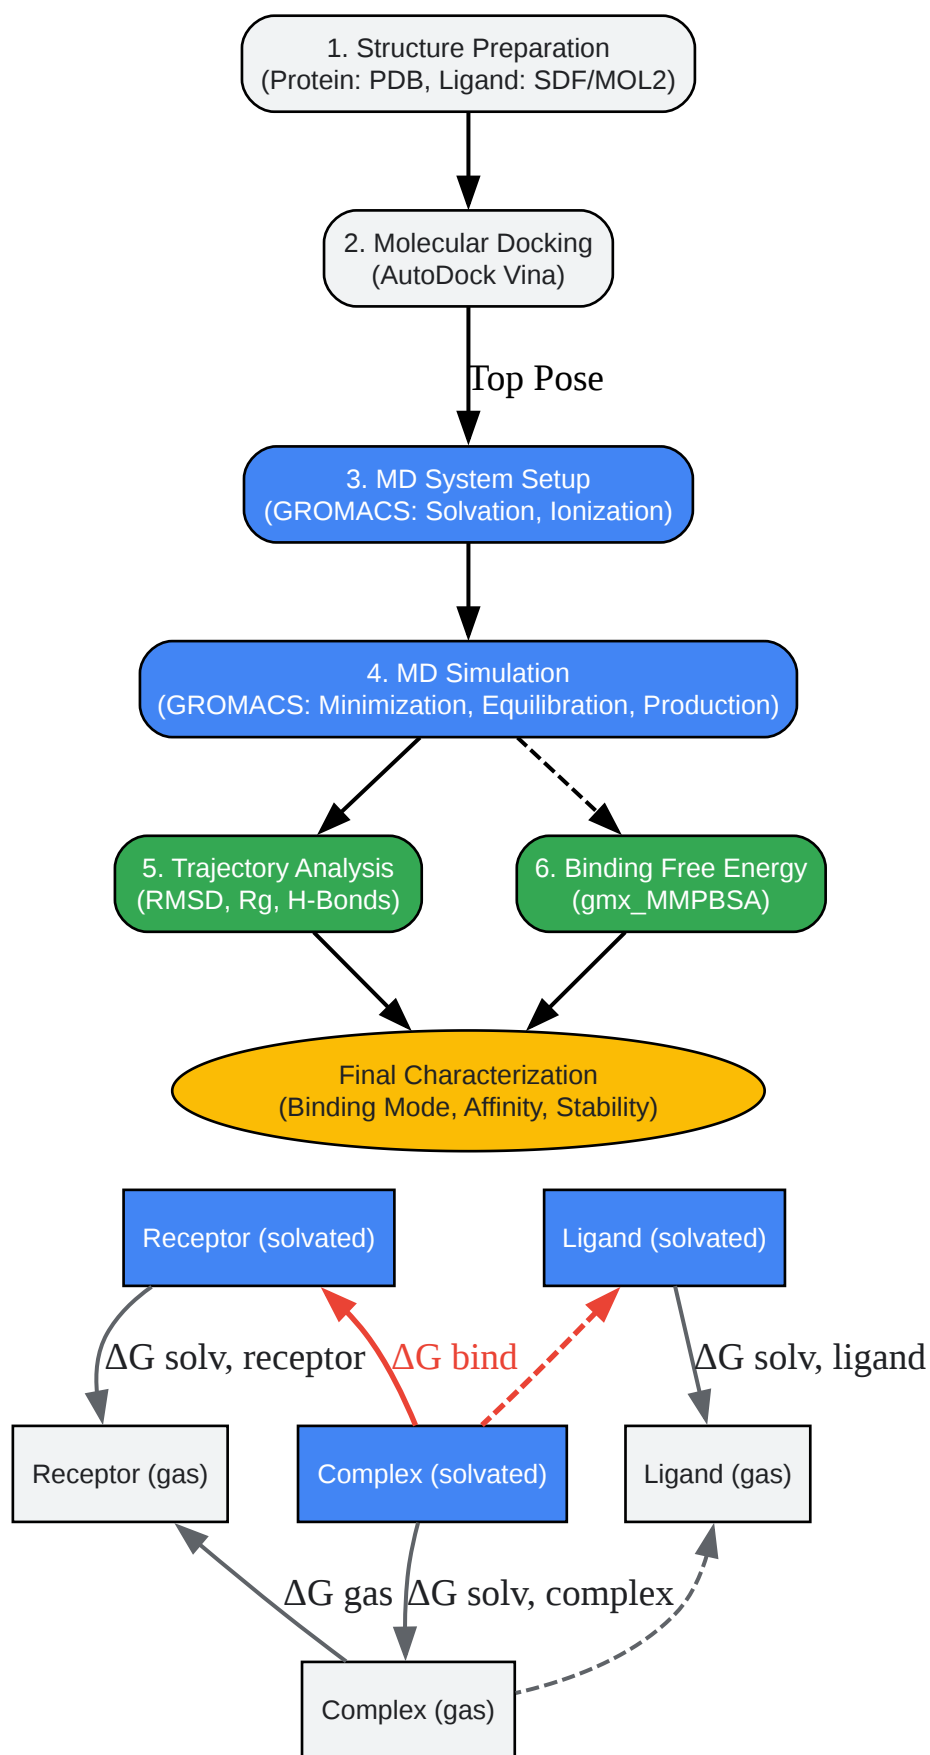 1. Structure Preparation
(Protein: PDB, Ligand: SDF/MOL2)
2. Molecular Docking
(AutoDock Vina)
Top Pose
3. MD System Setup
(GROMACS: Solvation, Ionization)
4. MD Simulation
(GROMACS: Minimization, Equilibration, Production)
5. Trajectory Analysis
(RMSD, Rg, H-Bonds)
6. Binding Free Energy
(gmx_MMPBSA)
Final Characterization
(Binding Mode, Affinity, Stability)
Receptor (solvated)
Ligand (solvated)
ΔG solv, receptor
ΔG bind
ΔG solv, ligand
Receptor (gas)
Complex (solvated)
Ligand (gas)
ΔG gas
ΔG solv, complex
Complex (gas)